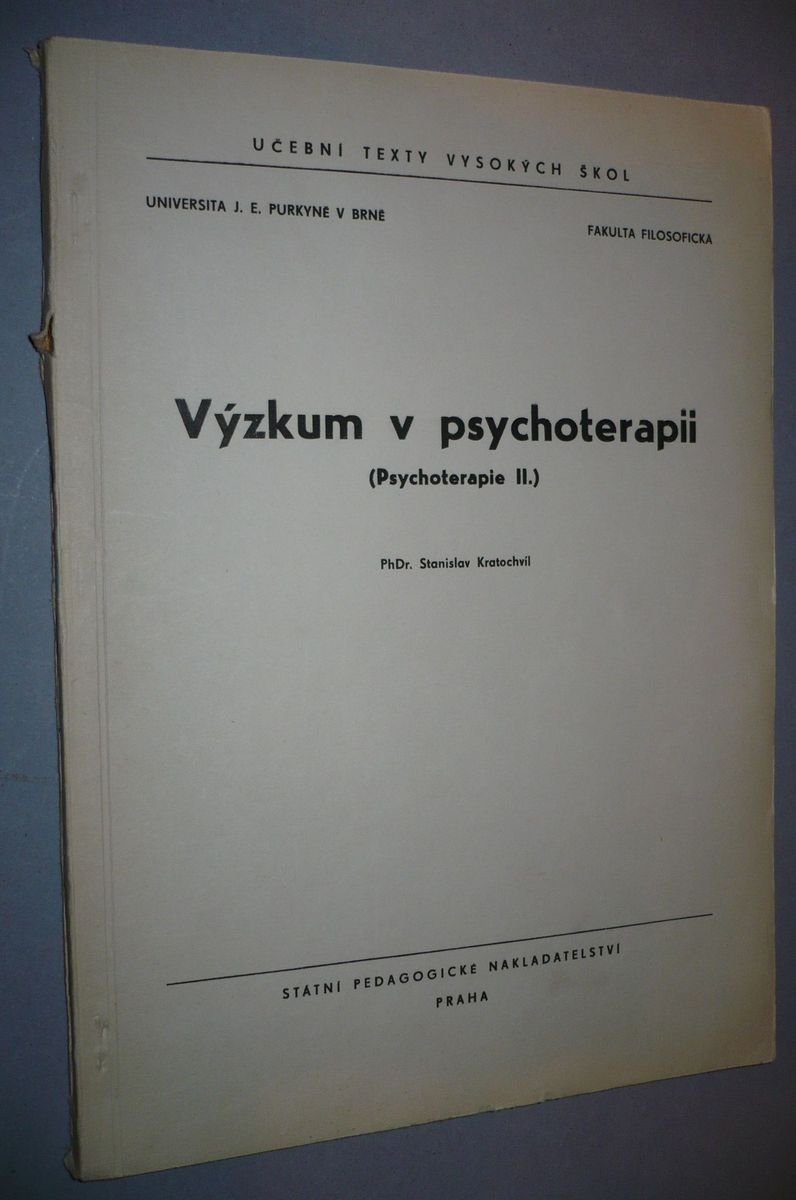 UČEBNÍ TEXTY VYSOKÝCH ŠKOL
UNIVERSITA J. E. PURKYNĚ V BRNĚ
FAKULTA FILOSOFICKÁ
Výzkum v psychoterapii
(Psychoterapie II.)
PhDr. Stanislav Kratochvíl
STÁTNÍ PEDAGOGICKÉ NAKLADATELSTVÍ
PRAHA